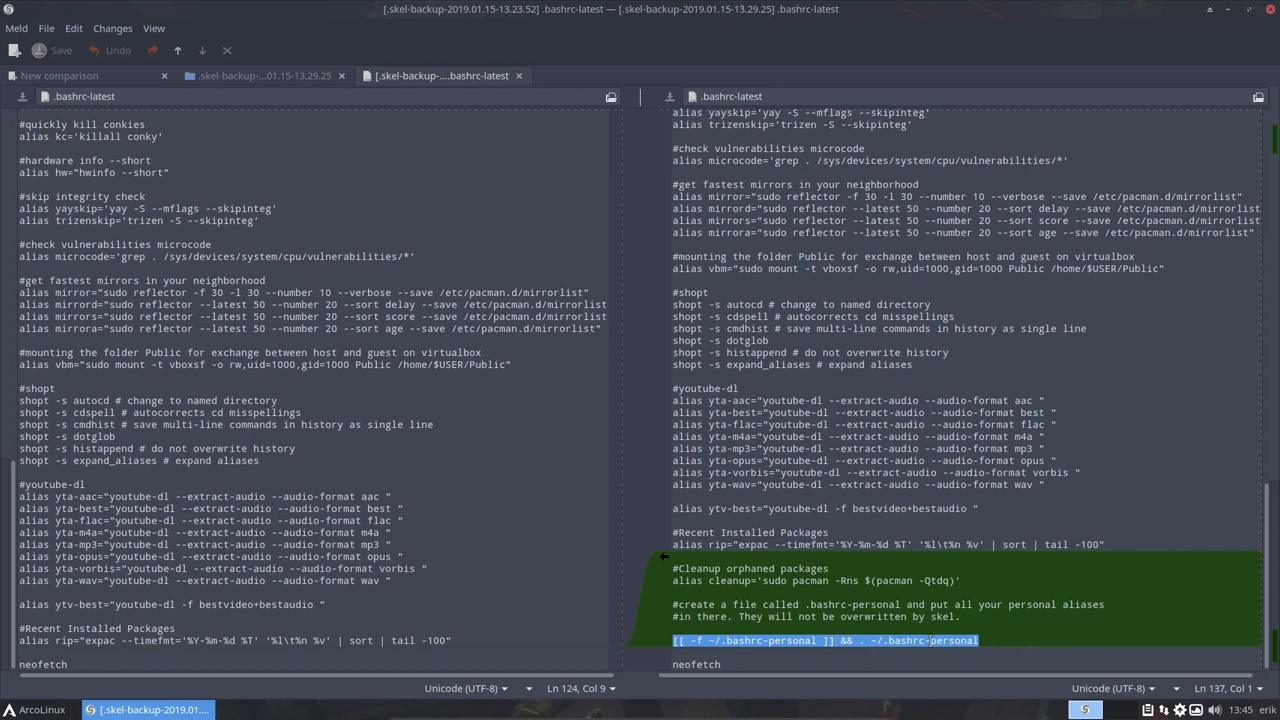 [.skel-backup-2019.01.15-13.23.52] .bashrc-latest — [.skel-backup-2019.01.15-13.29.25] .bashrc-latest
Meld File Edit Changes View
Save Undo
New comparison
.skel-backup-...01.15-13.29.25
[.skel-backup-....bashrc-latest
.bashrc-latest
#quickly kill conkies
alias kc='killall conky'
#hardware info --short
alias hw="hwinfo --short"
#skip integrity check
alias yayskip='yay -S --mflags --skipinteg'
alias trizenskip='trizen -S --skipinteg'
#check vulnerabilities microcode
alias microcode='grep . /sys/devices/system/cpu/vulnerabilities/*'
#get fastest mirrors in your neighborhood
alias mirror="sudo reflector -f 30 -l 30 --number 10 --verbose --save /etc/pacman.d/mirrorlist"
alias mirrord="sudo reflector --latest 50 --number 20 --sort delay --save /etc/pacman.d/mirrorlist
alias mirrors="sudo reflector --latest 50 --number 20 --sort score --save /etc/pacman.d/mirrorlist
alias mirrora="sudo reflector --latest 50 --number 20 --sort age --save /etc/pacman.d/mirrorlist"
#mounting the folder Public for exchange between host and guest on virtualbox
alias vbm="sudo mount -t vboxsf -o rw,uid=1000,gid=1000 Public /home/$USER/Public"
#shopt
shopt -s autocd # change to named directory
shopt -s cdspell # autocorrects cd misspellings
shopt -s cmdhist # save multi-line commands in history as single line
shopt -s dotglob
shopt -s histappend # do not overwrite history
shopt -s expand_aliases # expand aliases
#youtube-dl
alias yta-aac="youtube-dl --extract-audio --audio-format aac "
alias yta-best="youtube-dl --extract-audio --audio-format best "
alias yta-flac="youtube-dl --extract-audio --audio-format flac "
alias yta-m4a="youtube-dl --extract-audio --audio-format m4a "
alias yta-mp3="youtube-dl --extract-audio --audio-format mp3 "
alias yta-opus="youtube-dl --extract-audio --audio-format opus "
alias yta-vorbis="youtube-dl --extract-audio --audio-format vorbis "
alias yta-wav="youtube-dl --extract-audio --audio-format wav "
alias ytv-best="youtube-dl -f bestvideo+bestaudio "
#Recent Installed Packages
alias rip="expac --timefmt='%Y-%m-%d %T' '%l\t%n %v' | sort | tail -100"
neofetch
Unicode (UTF-8) Ln 124, Col 9
.bashrc-latest
alias yayskip='yay -S --mflags --skipinteg'
alias trizenskip='trizen -S --skipinteg'
#check vulnerabilities microcode
alias microcode='grep . /sys/devices/system/cpu/vulnerabilities/*'
#get fastest mirrors in your neighborhood
alias mirror="sudo reflector -f 30 -l 30 --number 10 --verbose --save /etc/pacman.d/mirrorlist"
alias mirrord="sudo reflector --latest 50 --number 20 --sort delay --save /etc/pacman.d/mirrorlist
alias mirrors="sudo reflector --latest 50 --number 20 --sort score --save /etc/pacman.d/mirrorlist
alias mirrora="sudo reflector --latest 50 --number 20 --sort age --save /etc/pacman.d/mirrorlist"
#mounting the folder Public for exchange between host and guest on virtualbox
alias vbm="sudo mount -t vboxsf -o rw,uid=1000,gid=1000 Public /home/$USER/Public"
#shopt
shopt -s autocd # change to named directory
shopt -s cdspell # autocorrects cd misspellings
shopt -s cmdhist # save multi-line commands in history as single line
shopt -s dotglob
shopt -s histappend # do not overwrite history
shopt -s expand_aliases # expand aliases
#youtube-dl
alias yta-aac="youtube-dl --extract-audio --audio-format aac "
alias yta-best="youtube-dl --extract-audio --audio-format best "
alias yta-flac="youtube-dl --extract-audio --audio-format flac "
alias yta-m4a="youtube-dl --extract-audio --audio-format m4a "
alias yta-mp3="youtube-dl --extract-audio --audio-format mp3 "
alias yta-opus="youtube-dl --extract-audio --audio-format opus "
alias yta-vorbis="youtube-dl --extract-audio --audio-format vorbis "
alias yta-wav="youtube-dl --extract-audio --audio-format wav "
alias ytv-best="youtube-dl -f bestvideo+bestaudio "
#Recent Installed Packages
alias rip="expac --timefmt='%Y-%m-%d %T' '%l\t%n %v' | sort | tail -100"
#Cleanup orphaned packages
alias cleanup='sudo pacman -Rns $(pacman -Qtdq)'
#create a file called .bashrc-personal and put all your personal aliases
#in there. They will not be overwritten by skel.
[[ -f ~/.bashrc-personal ]] && . ~/.bashrc-personal
neofetch
Unicode (UTF-8) Ln 137, Col 1
ArcoLinux
[.skel-backup-2019.01....
13:45 erik